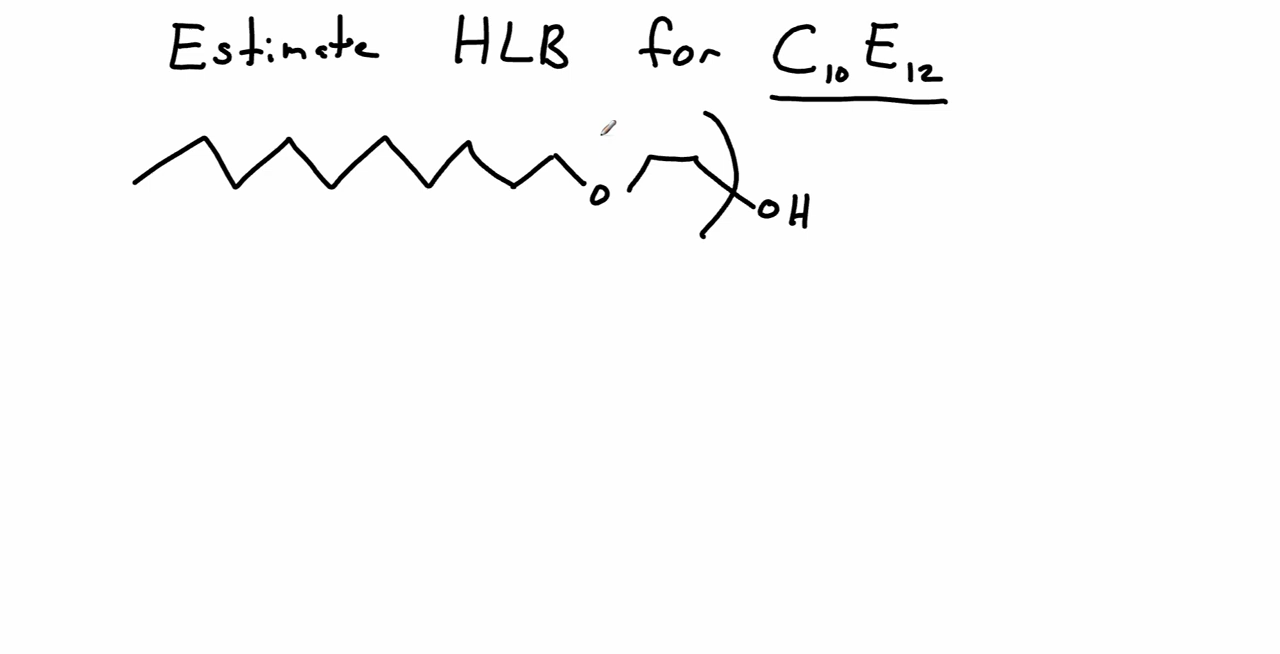 Estimate HLB for C₁₀E₁₂
O OH